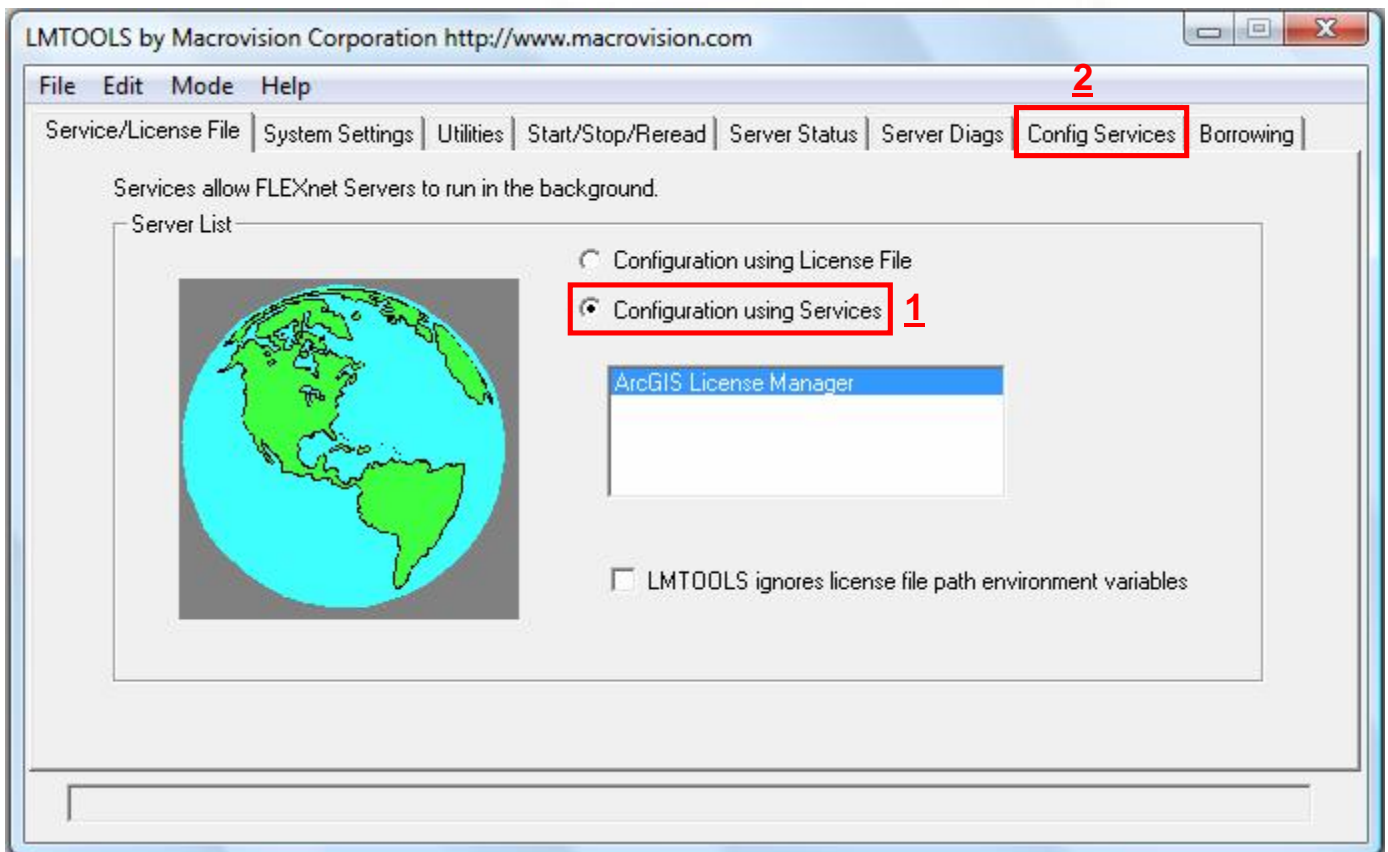 LMTOOLS by Macrovision Corporation http://www.macrovision.com
File Edit Mode Help
2
Service/License File System Settings Utilities Start/Stop/Reread Server Status Server Diags Config Services Borrowing
Services allow FLEXnet Servers to run in the background.
Server List
Configuration using License File
Configuration using Services 1
ArcGIS License Manager
LMTOOLS ignores license file path environment variables